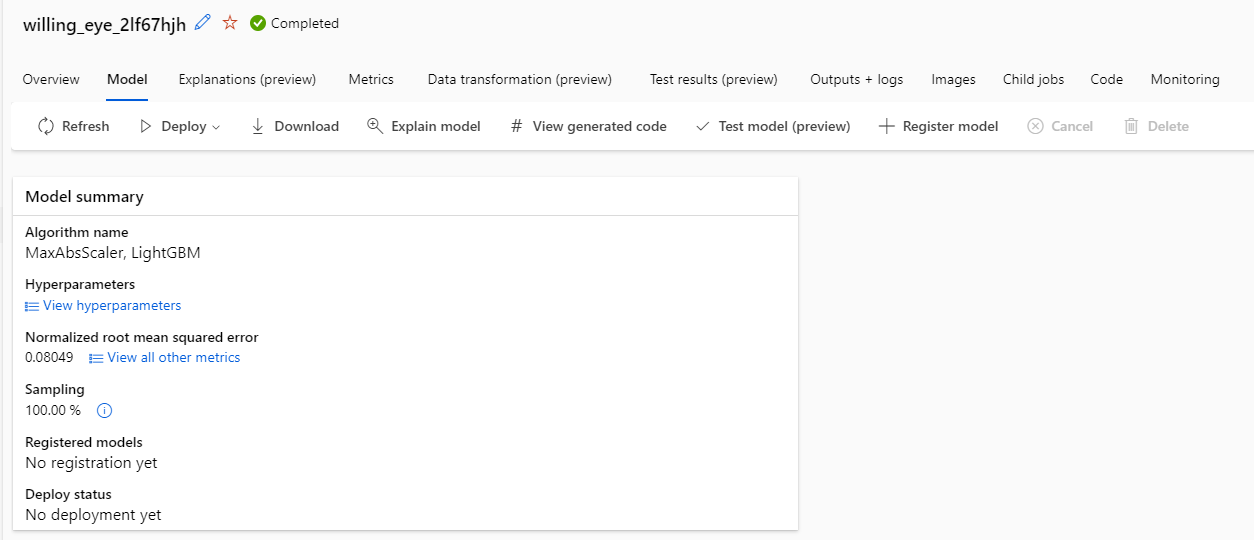 willing_eye_2lf67hjh Completed
Overview Model Explanations (preview) Metrics Data transformation (preview) Test results (preview) Outputs + logs Images Child jobs Code Monitoring
Refresh Deploy Download Explain model # View generated code Test model (preview) Register model Cancel Delete
Model summary
Algorithm name
MaxAbsScaler, LightGBM
Hyperparameters
View hyperparameters
Normalized root mean squared error
0.08049 View all other metrics
Sampling
100.00 %
Registered models
No registration yet
Deploy status
No deployment yet